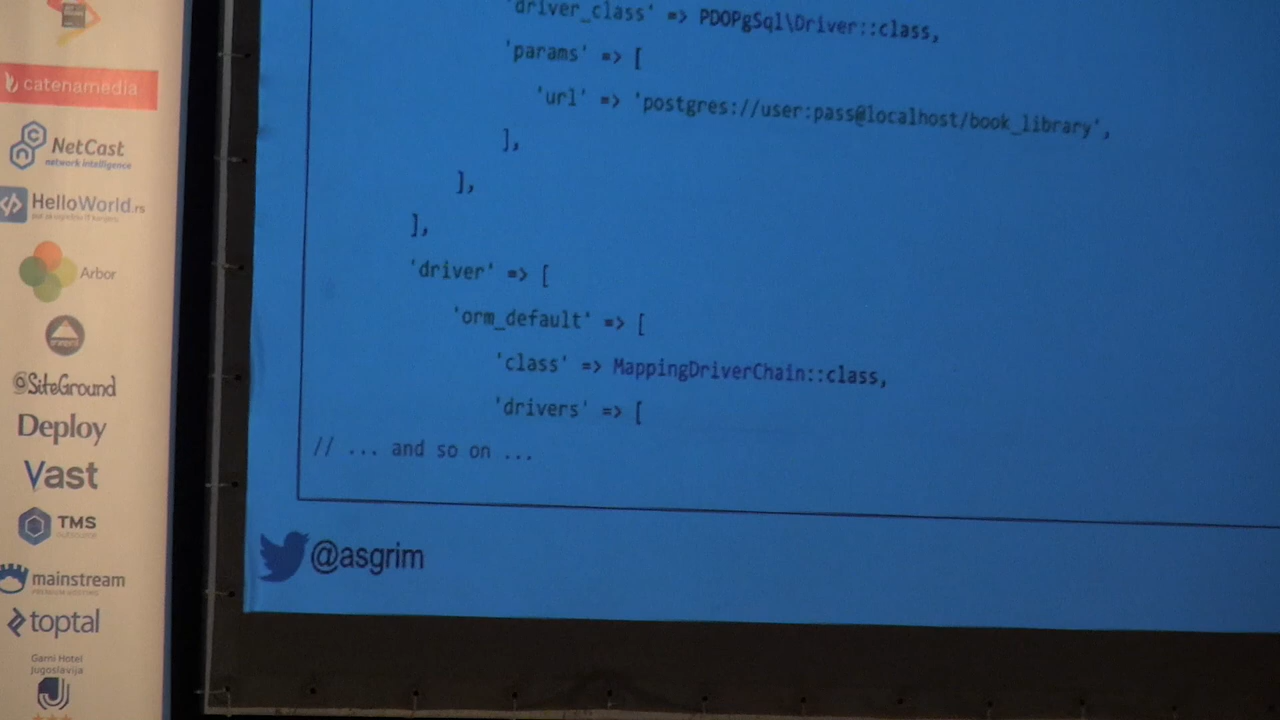 catenamedia
NetCast
network intelligence
HelloWorld.rs
Arbor
SiteGround
Deploy
Vast
TMS
outsource
mainstream
toptal
Garni Hotel
Jugoslavija
'driver_class' => PDOPgSql\Driver::class,
'params' => [
'url' => 'postgres://user:pass@localhost/book_library',
],
],
],
'driver' => [
'orm_default' => [
'class' => MappingDriverChain::class,
'drivers' => [
// ... and so on ...
@asgrim